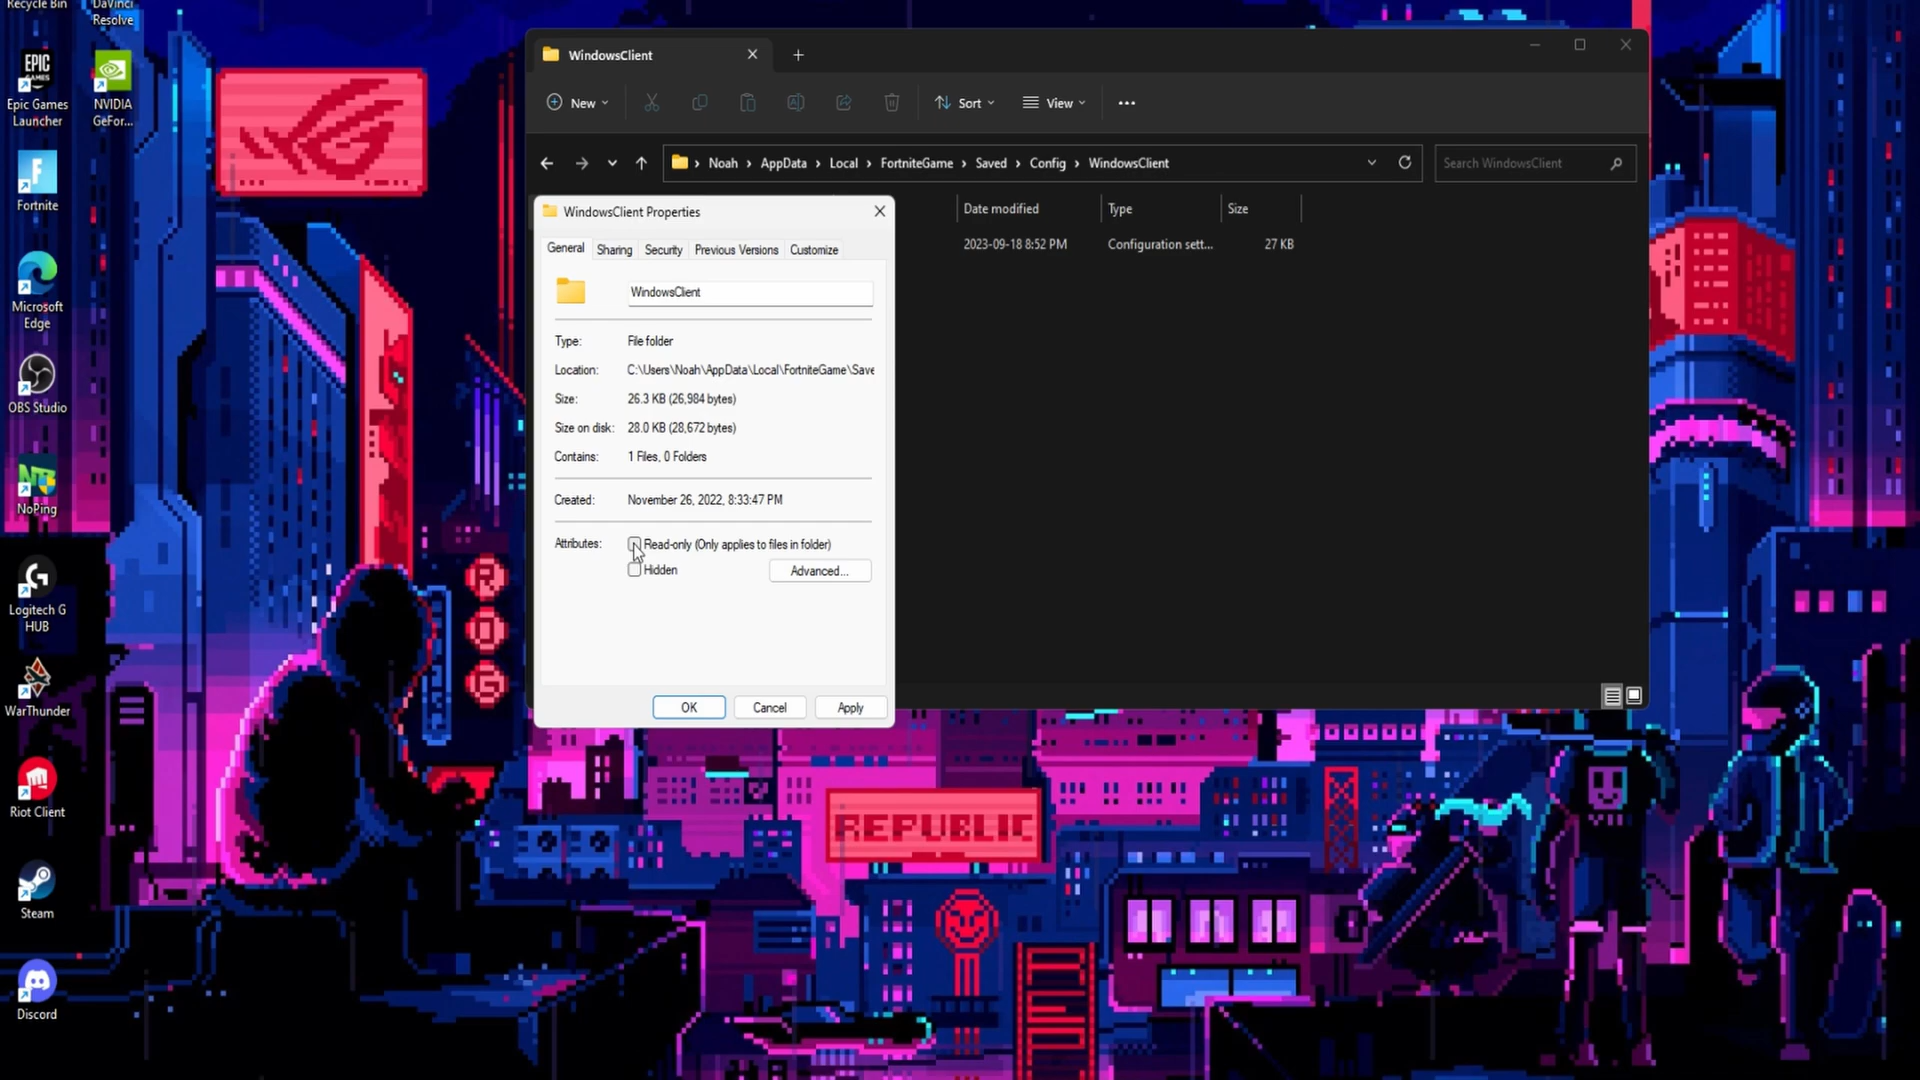 Recycle Bin
DaVinci
Resolve
EPIC
GAMES
Epic Games
Launcher
NVIDIA
GeFor...
F
Fortnite
Microsoft
Edge
OBS Studio
NoPing
G
Logitech G
HUB
WarThunder
Riot Client
Steam
Discord
WindowsClient
New
Sort
View
Noah > AppData > Local > FortniteGame > Saved > Config > WindowsClient
Search WindowsClient
Date modified
Type
Size
2023-09-18 8:52 PM
Configuration sett...
27 KB
WindowsClient Properties
General
Sharing
Security
Previous Versions
Customize
WindowsClient
Type:
File folder
Location:
C:\Users\Noah\AppData\Local\FortniteGame\Save
Size:
26.3 KB (26,984 bytes)
Size on disk:
28.0 KB (28,672 bytes)
Contains:
1 Files, 0 Folders
Created:
November 26, 2022, 8:33:47 PM
Attributes:
Read-only (Only applies to files in folder)
Hidden
Advanced...
OK
Cancel
Apply
R
O
G
REPUBLIC